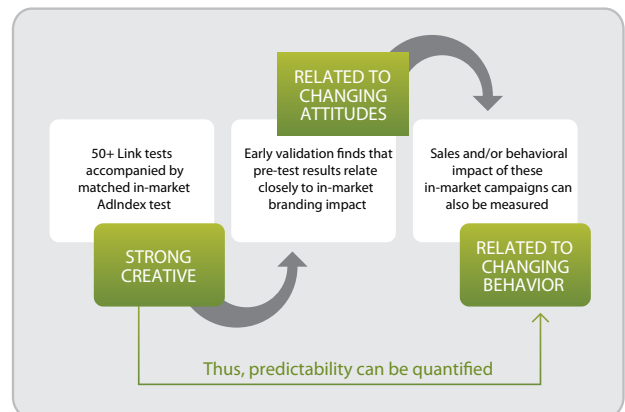 RELATED TO
CHANGING
ATTITUDES
50+ Link tests
accompanied by
matched in-market
AdIndex test
Early validation finds that
pre-test results relate
closely to in-market
branding impact
Sales and/or behavioral
impact of these
in-market campaigns can
also be measured
STRONG
CREATIVE
RELATED TO
CHANGING
BEHAVIOR
Thus, predictability can be quantified